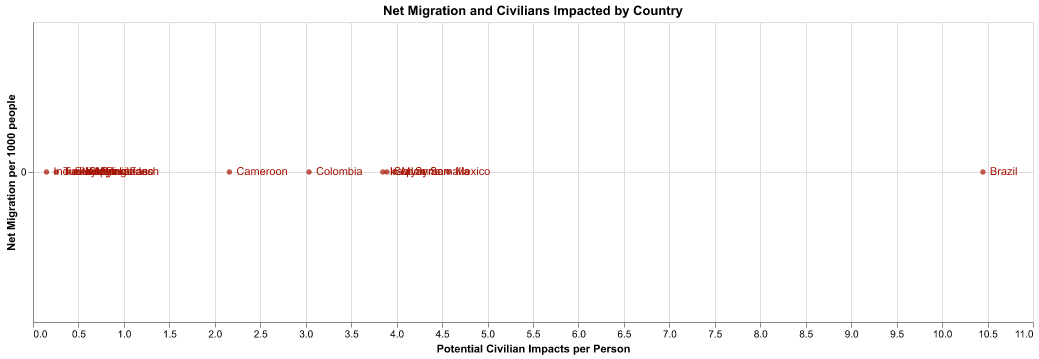 Net Migration and Civilians Impacted by Country
Net Migration per 1000 people
0
Cameroon
Colombia
Mexico
Brazil
0.0 0.5 1.0 1.5 2.0 2.5 3.0 3.5 4.0 4.5 5.0 5.5 6.0 6.5 7.0 7.5 8.0 8.5 9.0 9.5 10.0 10.5 11.0
Potential Civilian Impacts per Person